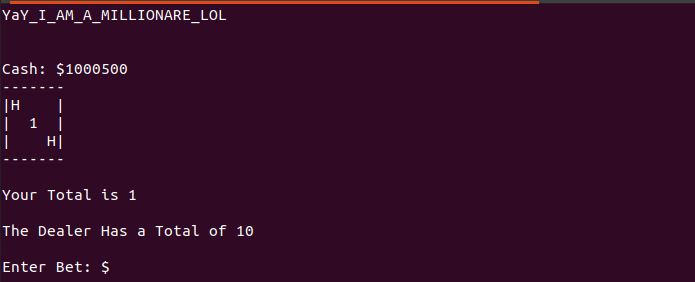 YaY_I_AM_A_MILLIONARE_LOL
Cash: $1000500
-------
|H    |
|  1  |
|    H|
-------
Your Total is 1
The Dealer Has a Total of 10
Enter Bet: $